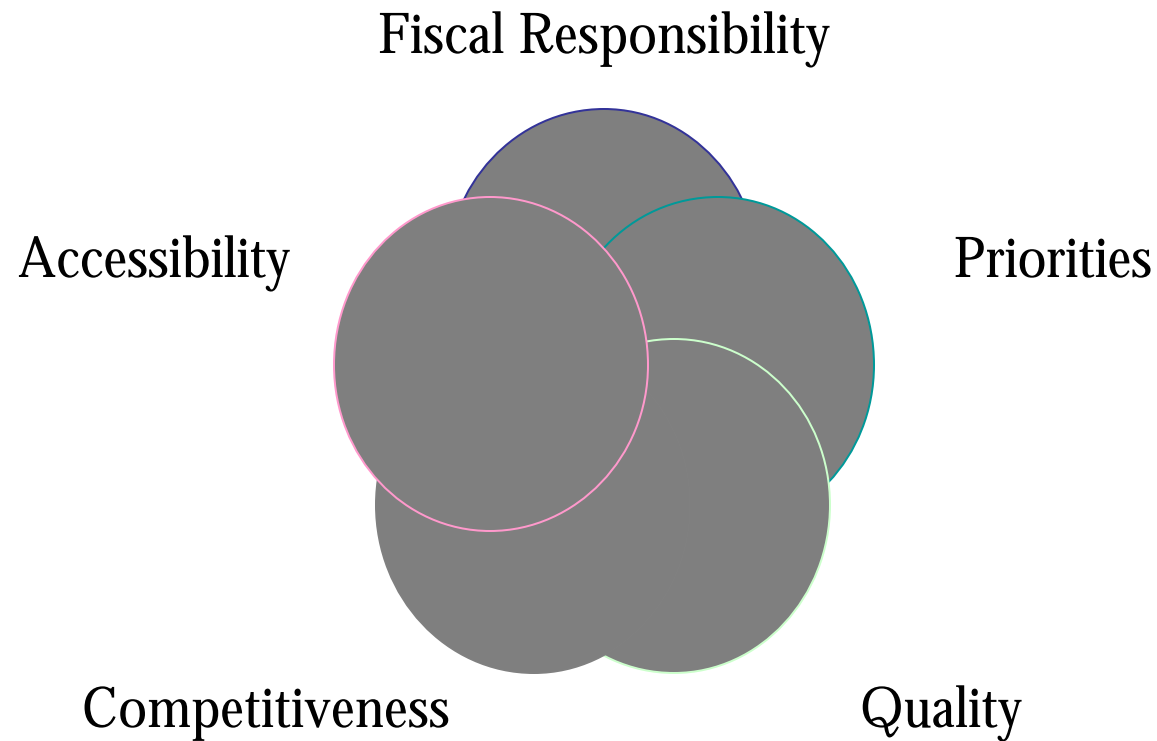 Fiscal Responsibility
Accessibility
Priorities
Competitiveness
Quality